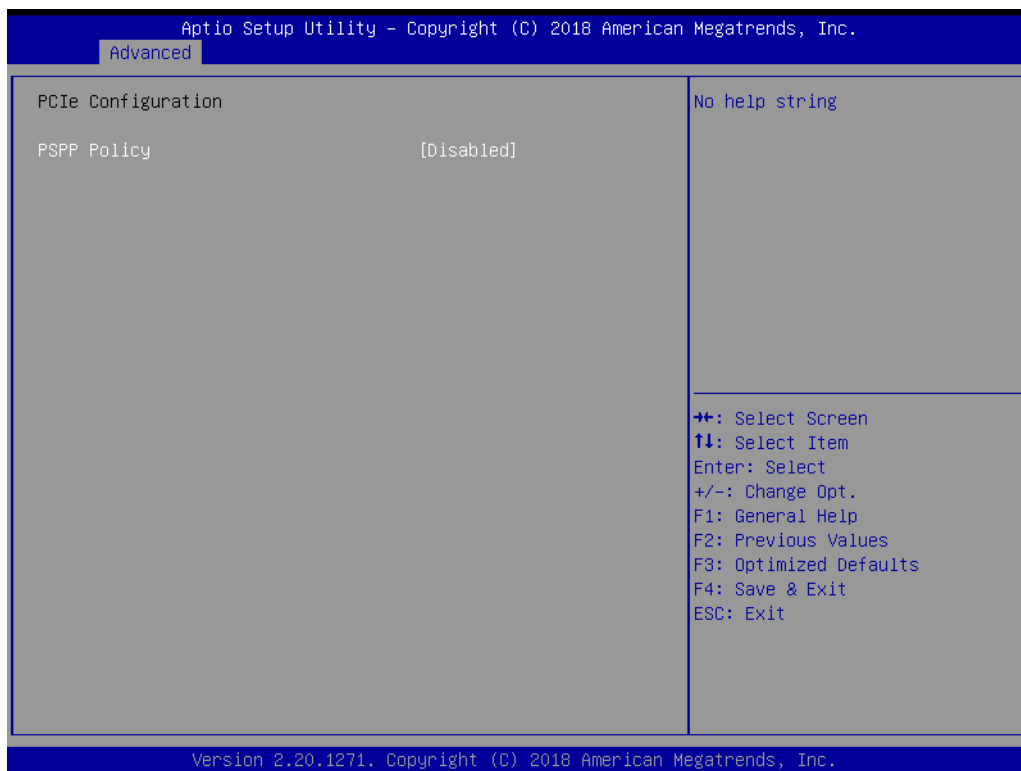 Aptio Setup Utility – Copyright (C) 2018 American Megatrends, Inc.
Advanced
PCIe Configuration
PSPP Policy [Disabled]
No help string
→←: Select Screen
↑↓: Select Item
Enter: Select
+/-: Change Opt.
F1: General Help
F2: Previous Values
F3: Optimized Defaults
F4: Save & Exit
ESC: Exit
Version 2.20.1271. Copyright (C) 2018 American Megatrends, Inc.